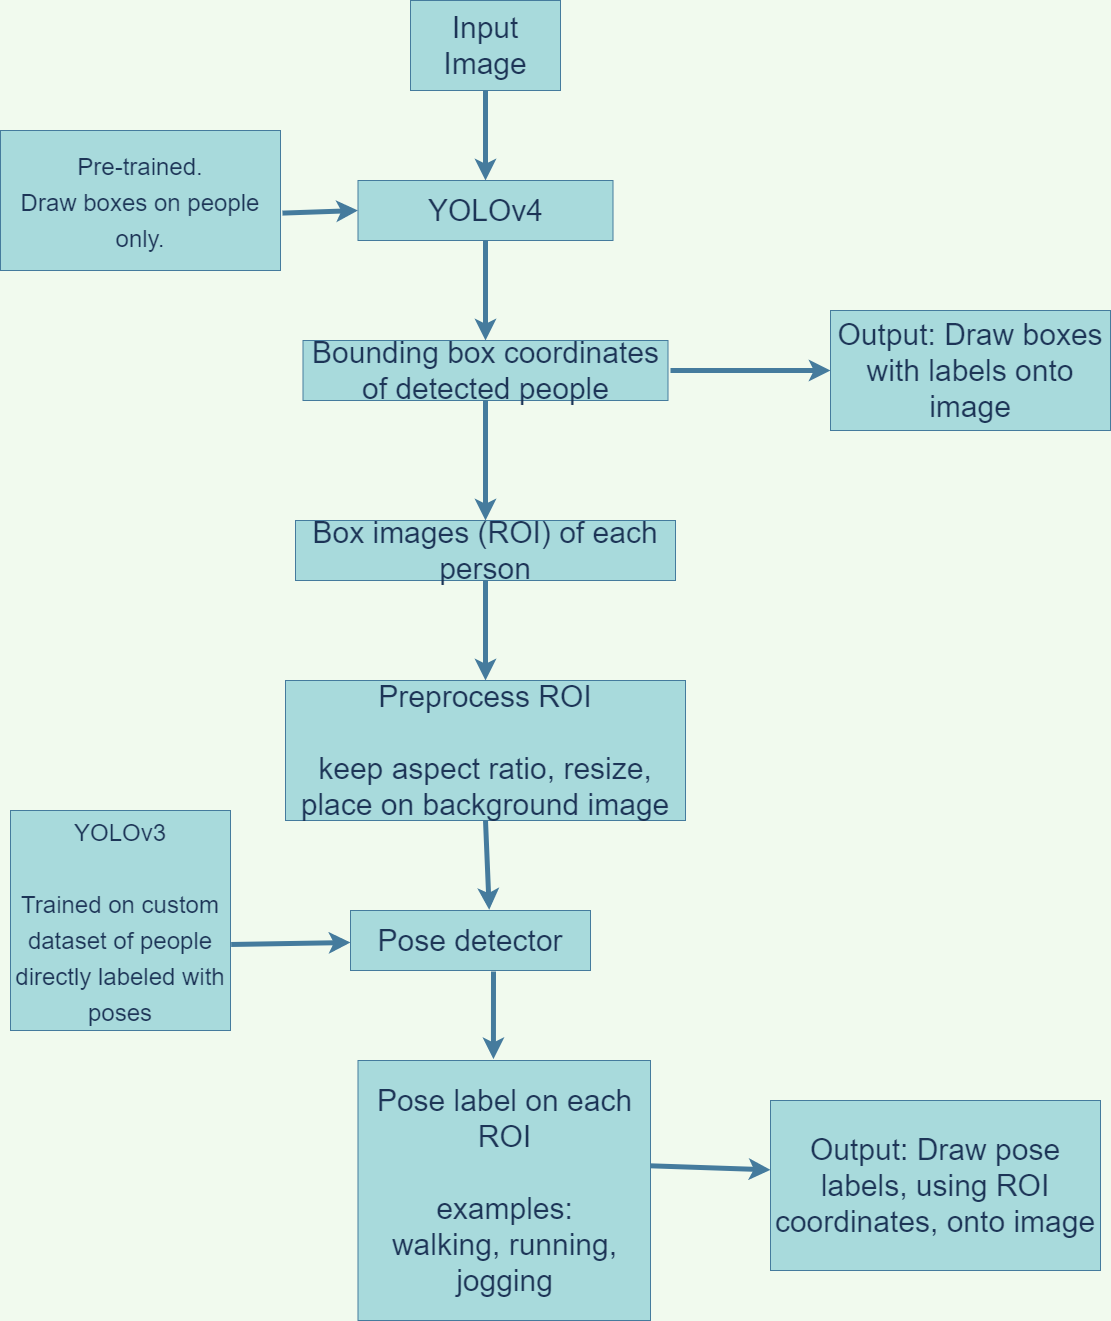 Input
Image
Pre-trained.
Draw boxes on people
only.
YOLOv4
Bounding box coordinates
of detected people
Output: Draw boxes
with labels onto
image
Box images (ROI) of each
person
Preprocess ROI
keep aspect ratio, resize,
place on background image
YOLOv3
Trained on custom
dataset of people
directly labeled with
poses
Pose detector
Pose label on each
ROI
examples:
walking, running,
jogging
Output: Draw pose
labels, using ROI
coordinates, onto image